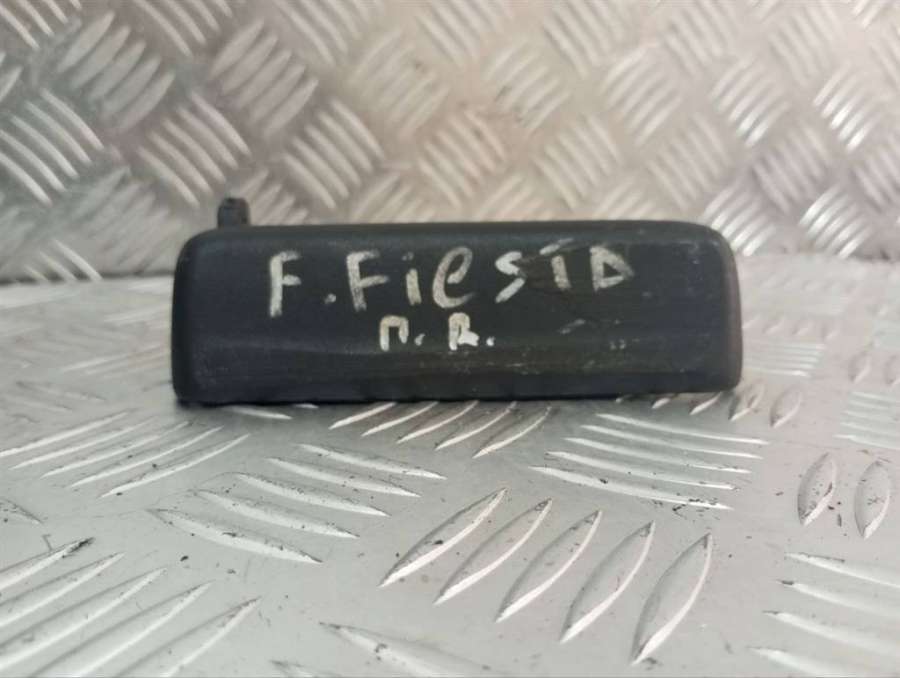 F. FieSTA
П. R.